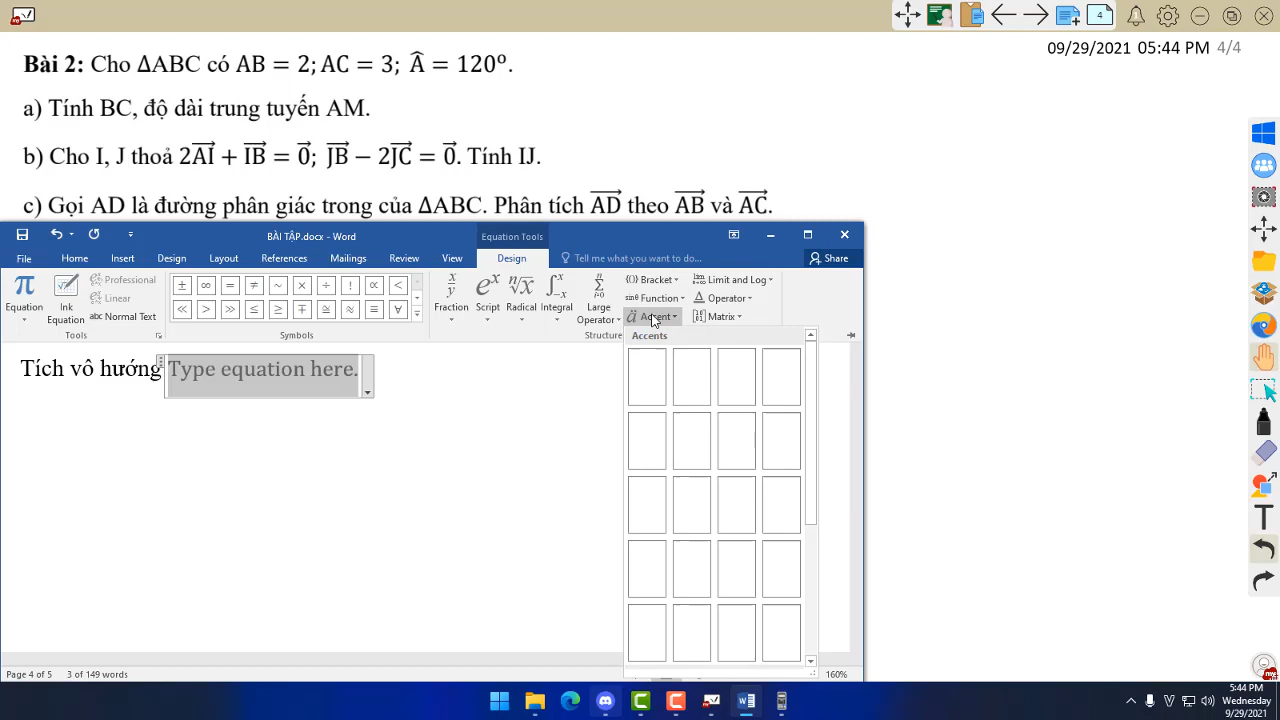 4
09/29/2021 05:44 PM 4/4
Bài 2: Cho ΔABC có AB = 2; AC = 3; Â = 120°.
a) Tính BC, độ dài trung tuyến AM.
b) Cho I, J thoả 2AI⃗ + IB⃗ = 0⃗; JB⃗ − 2JC⃗ = 0⃗. Tính IJ.
c) Gọi AD là đường phân giác trong của ΔABC. Phân tích AD⃗ theo AB⃗ và AC⃗.
BÀI TẬP.docx - Word
Equation Tools
File Home Insert Draw Design Layout References Mailings Review View Design Tell me what you want to do... Share
Equation
Ink Equation
Professional
Linear
abc Normal Text
± ∞ = ≠ ~ × ÷ ! ∝ <
≪ > ≫ ≤ ≥ ∓ ≅ ≈ ≡ ∀
Fraction Script Radical Integral Large Operator
{()} Bracket
sinθ Function
ä Accent
Limit and Log
Operator
Matrix
Tools Symbols Structure
Accents
Tích vô hướng Type equation here.
Page 4 of 5 3 of 149 words 160%
5:44 PM
Wednesday
9/29/2021